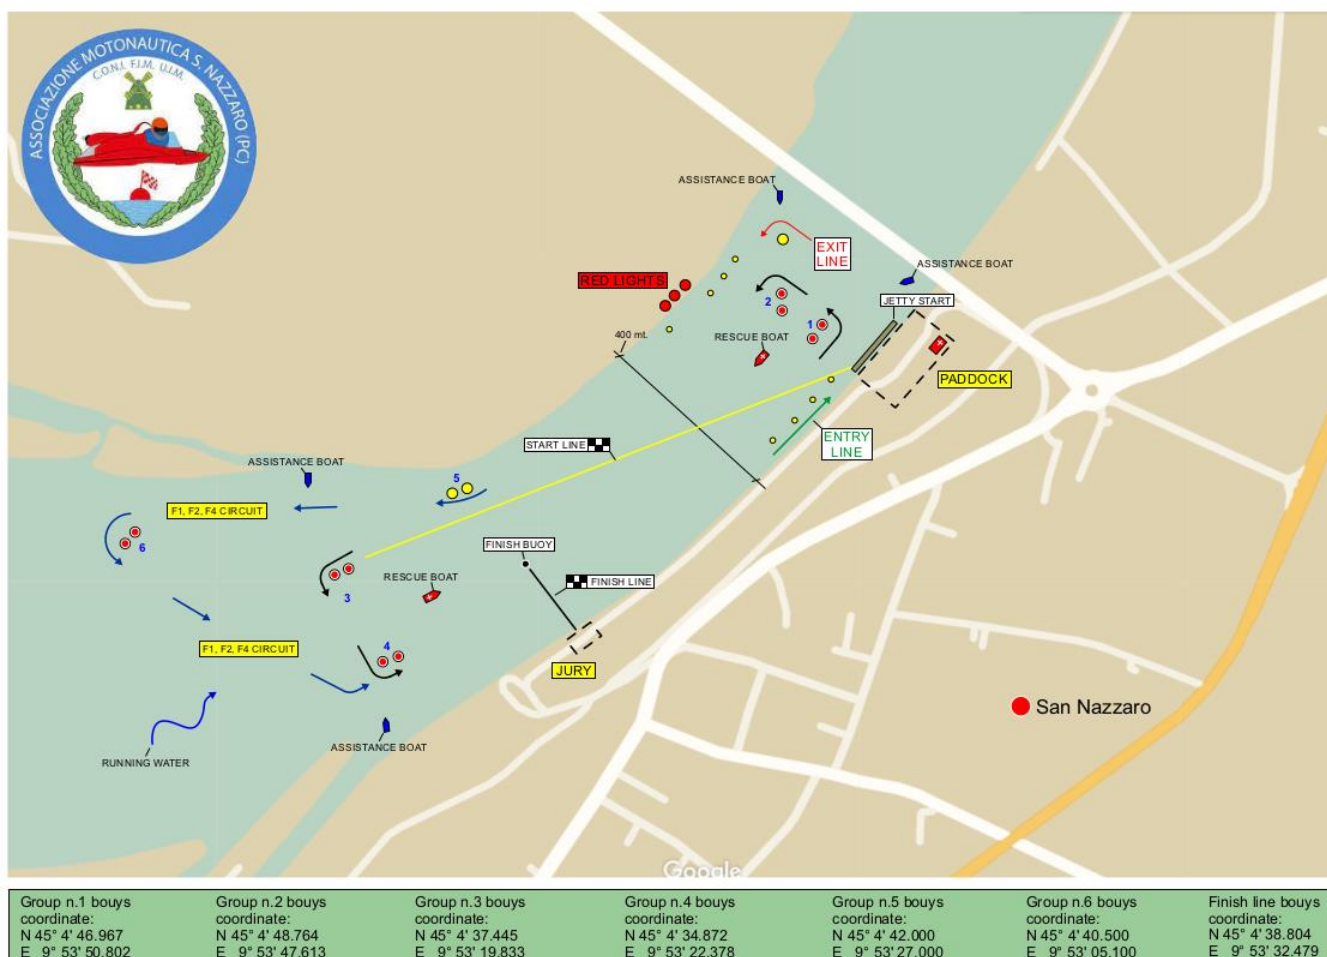 ASSOCIAZIONE MOTONAUTICA S. NAZZARO (PC)
C.O.N.I. F.I.M. U.I.M.
ASSISTANCE BOAT
EXIT
LINE
ASSISTANCE BOAT
RED LIGHTS
2
JETTY START
1
400 mt.
RESCUE BOAT
PADDOCK
START LINE
ENTRY
LINE
ASSISTANCE BOAT
5
F1, F2, F4 CIRCUIT
6
FINISH BUOY
RESCUE BOAT
FINISH LINE
3
F1, F2, F4 CIRCUIT
4
JURY
San Nazzaro
ASSISTANCE BOAT
RUNNING WATER
Google
Group n.1 bouys
coordinate:
N 45° 4' 46.967
E 9° 53' 50.802
Group n.2 bouys
coordinate:
N 45° 4' 48.764
E 9° 53' 47.613
Group n.3 bouys
coordinate:
N 45° 4' 37.445
E 9° 53' 19.833
Group n.4 bouys
coordinate:
N 45° 4' 34.872
E 9° 53' 22.378
Group n.5 bouys
coordinate:
N 45° 4' 42.000
E 9° 53' 27.000
Group n.6 bouys
coordinate:
N 45° 4' 40.500
E 9° 53' 05.100
Finish line bouys
coordinate:
N 45° 4' 38.804
E 9° 53' 32.479